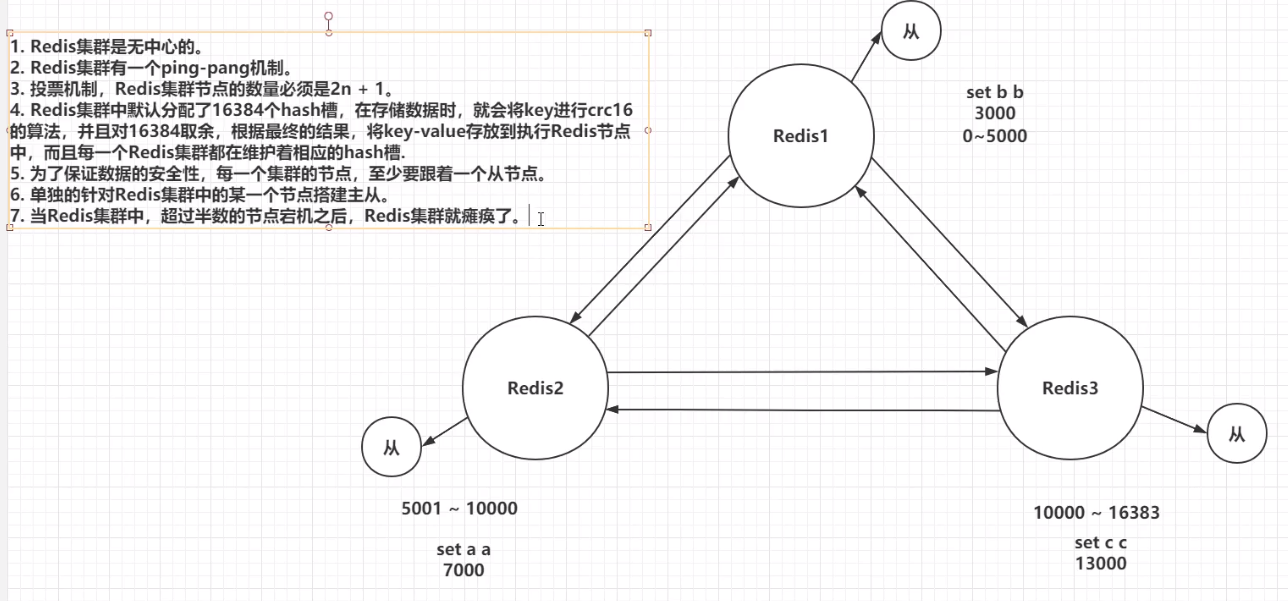 1. Redis集群是无中心的。
2. Redis集群有一个ping-pang机制。
3. 投票机制，Redis集群节点的数量必须是2n + 1。
4. Redis集群中默认分配了16384个hash槽，在存储数据时，就会将key进行crc16
的算法，并且对16384取余，根据最终的结果，将key-value存放到执行Redis节点
中，而且每一个Redis集群都在维护着相应的hash槽.
5. 为了保证数据的安全性，每一个集群的节点，至少要跟着一个从节点。
6. 单独的针对Redis集群中的某一个节点搭建主从。
7. 当Redis集群中，超过半数的节点宕机之后，Redis集群就瘫痪了。
从
Redis1
set b b
3000
0~5000
Redis2
Redis3
从
从
5001 ~ 10000
set a a
7000
10000 ~ 16383
set c c
13000